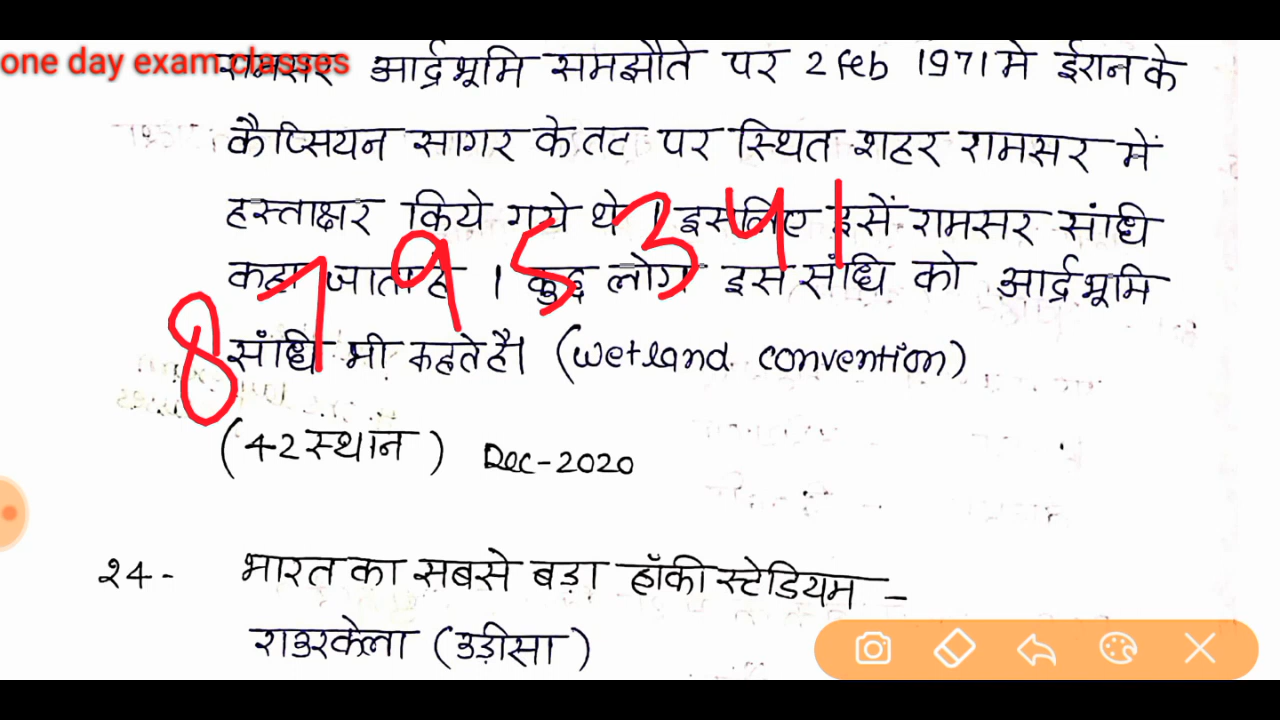 one day exam classes
रामसर आर्द्रभूमि समझौते पर 2 feb 1971 मे ईरान के
कैप्सियन सागर के तट पर स्थित शहर रामसर में
हस्ताक्षर किये गये थे । इसलिए इसें रामसर संधि
कहा जाता है । कुछ लोग इस संधि को आर्द्रभूमि
संधि भी कहते है। (wetland convention)
8795341
(42 स्थान) Dec-2020
24- भारत का सबसे बड़ा हॉकी स्टेडियम –
राउरकेला (उड़ीसा)